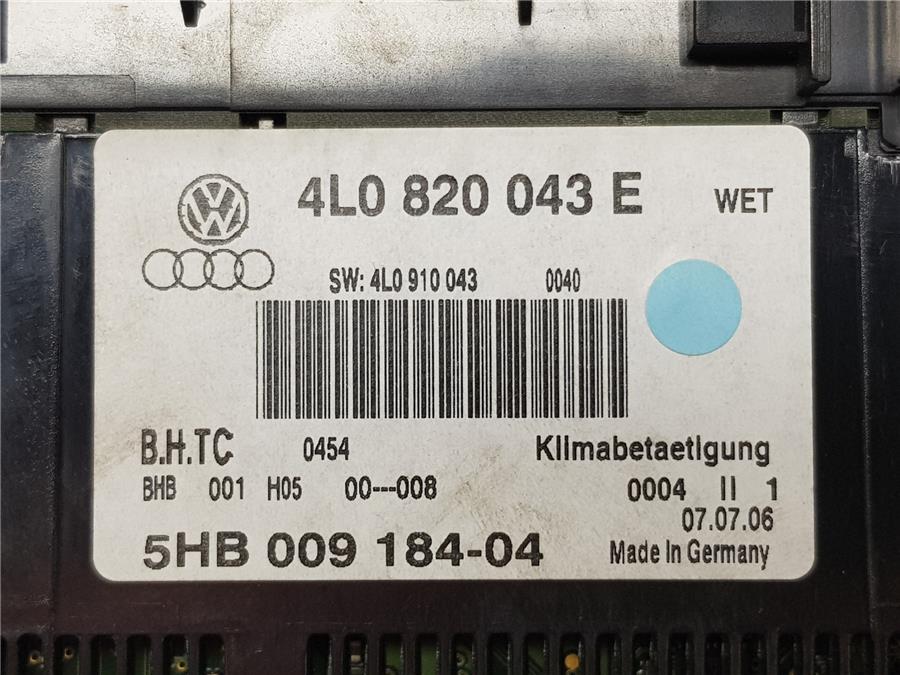 4L0 820 043 E WET
SW: 4L0 910 043 0040
B.H.TC 0454 Klimabetaetigung
BHB 001 H05 00---008 0004 II 1
07.07.06
5HB 009 184-04 Made In Germany